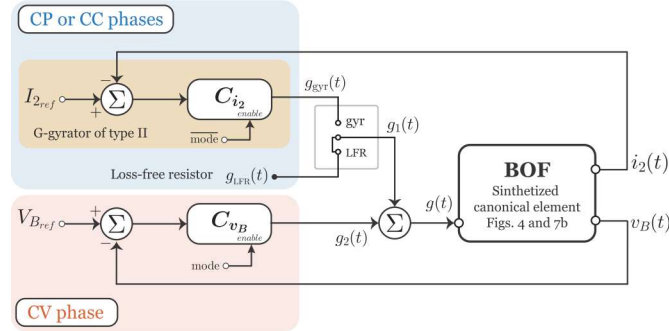 CP or CC phases
I2ref
−
+
Σ
Ci2
enable
ggyr(t)
G-gyrator of type II
mode
gyr
LFR
g1(t)
Loss-free resistor
gLFR(t)
BOF
Sinthetized
canonical element
Figs. 4 and 7b
i2(t)
vB(t)
VBref
+
−
Σ
CvB
enable
g2(t)
Σ
g(t)
mode
CV phase